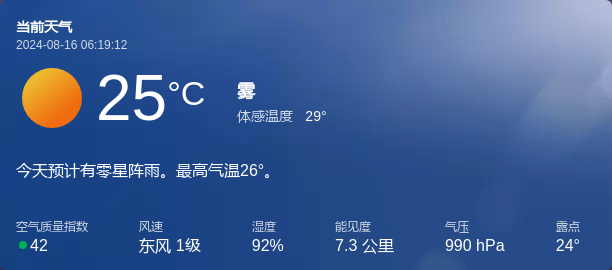 当前天气
2024-08-16 06:19:12
25°C
雾
体感温度 29°
今天预计有零星阵雨。最高气温26°。
空气质量指数 风速 湿度 能见度 气压 露点
42 东风 1级 92% 7.3 公里 990 hPa 24°